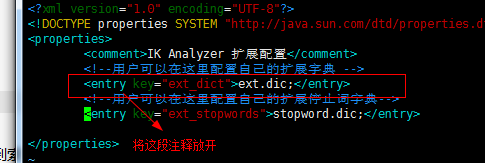 <?xml version="1.0" encoding="UTF-8"?>
<!DOCTYPE properties SYSTEM "http://java.sun.com/dtd/properties.d
<properties>
<comment>IK Analyzer 扩展配置</comment>
<!--用户可以在这里配置自己的扩展字典 -->
<entry key="ext_dict">ext.dic;</entry>
<!--用户可以在这里配置自己的扩展停止词字典-->
<entry key="ext_stopwords">stopword.dic;</entry>
</properties>
将这段注释放开
到索